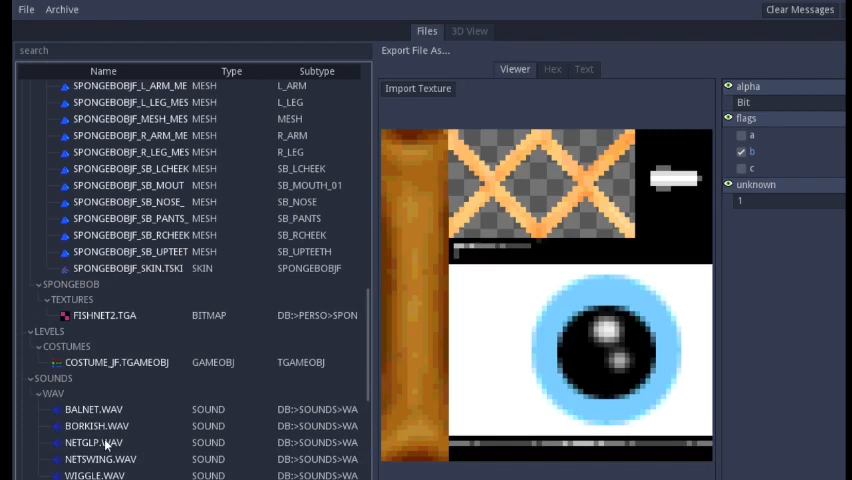 File Archive Clear Messages
Files 3D View
search Export File As...
Name Type Subtype Viewer Hex Text
SPONGEBOBJF_L_ARM_ME MESH L_ARM
SPONGEBOBJF_L_LEG_MES MESH L_LEG
SPONGEBOBJF_MESH_MES MESH MESH
SPONGEBOBJF_R_ARM_ME MESH R_ARM
SPONGEBOBJF_R_LEG_MES MESH R_LEG
SPONGEBOBJF_SB_LCHEEK MESH SB_LCHEEK
SPONGEBOBJF_SB_MOUT MESH SB_MOUTH_01
SPONGEBOBJF_SB_NOSE_ MESH SB_NOSE
SPONGEBOBJF_SB_PANTS_ MESH SB_PANTS
SPONGEBOBJF_SB_RCHEEK MESH SB_RCHEEK
SPONGEBOBJF_SB_UPTEET MESH SB_UPTEETH
SPONGEBOBJF_SKIN.TSKI SKIN SPONGEBOBJF
SPONGEBOB
TEXTURES
FISHNET2.TGA BITMAP DB:>PERSO>SPON
LEVELS
COSTUMES
COSTUME_JF.TGAMEOBJ GAMEOBJ TGAMEOBJ
SOUNDS
WAV
BALNET.WAV SOUND DB:>SOUNDS>WA
BORKISH.WAV SOUND DB:>SOUNDS>WA
NETGLP.WAV SOUND DB:>SOUNDS>WA
NETSWING.WAV SOUND DB:>SOUNDS>WA
WIGGLE.WAV SOUND DB:>SOUNDS>WA
Import Texture
alpha
Bit
flags
a
b
c
unknown
1